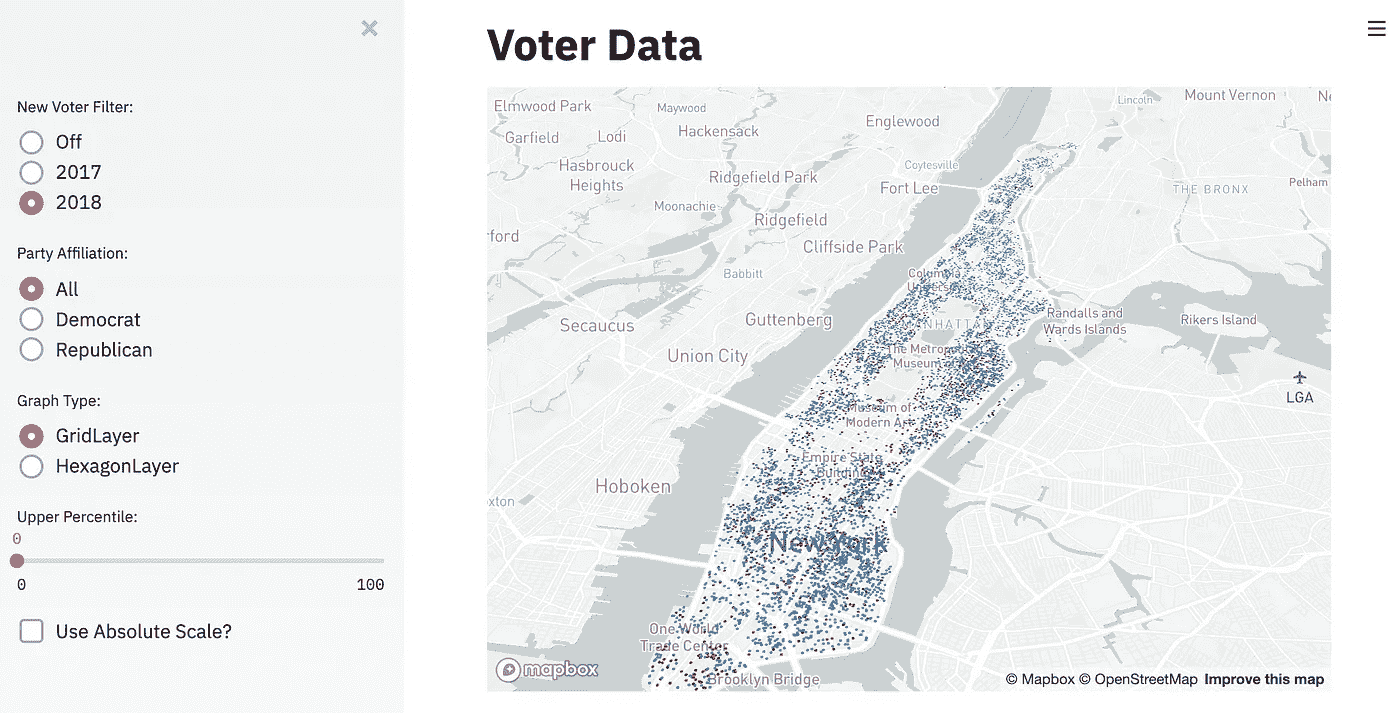 Voter Data
New Voter Filter:
Off
2017
2018
Party Affiliation:
All
Democrat
Republican
Graph Type:
GridLayer
HexagonLayer
Upper Percentile:
0
0 100
Use Absolute Scale?
Elmwood Park
Maywood
Lincoln
Mount Vernon
Garfield
Lodi
Hackensack
Englewood
Hasbrouck
Heights
Coytesville
Ridgefield Park
Fort Lee
THE BRONX
Pelham
Moonachie
Ridgefield
Cliffside Park
Babbitt
Columbia
University
Secaucus
Guttenberg
MANHATTAN
Randalls and
Wards Islands
Rikers Island
Union City
The Metropol
Museum of
LGA
Museum of
Modern Art
Empire State
Building
Hoboken
New York
One World
Trade Center
Brooklyn Bridge
mapbox
© Mapbox © OpenStreetMap Improve this map